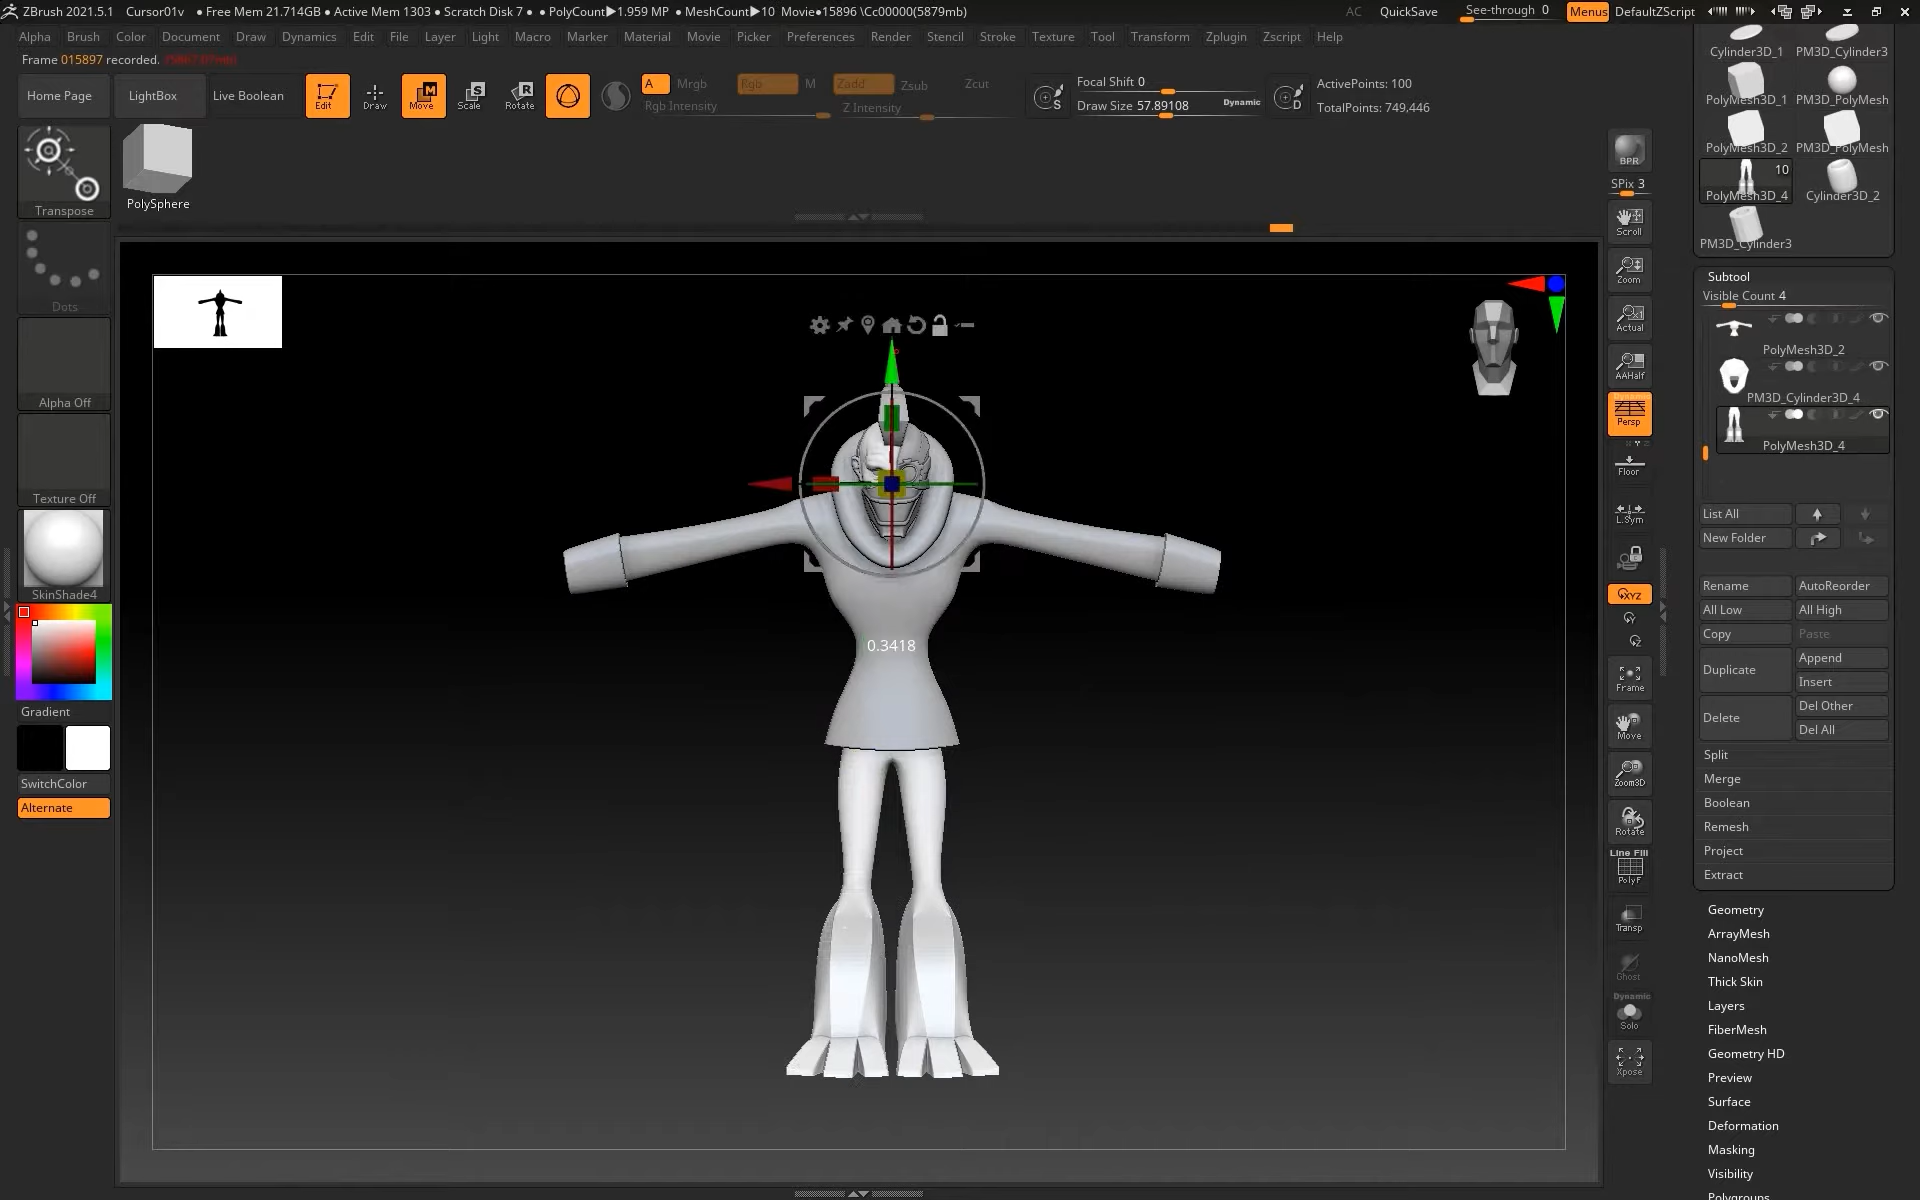 ZBrush 2021.5.1 Cursor01v • Free Mem 21.714GB • Active Mem 1303 • Scratch Disk 7 • • PolyCount▶1.959 MP • MeshCount▶10 Movie●15896 \Cc00000(5879mb) AC QuickSave See-through 0 Menus DefaultZScript
Alpha Brush Color Document Draw Dynamics Edit File Layer Light Macro Marker Material Movie Picker Preferences Render Stencil Stroke Texture Tool Transform Zplugin Zscript Help
Frame 015897 recorded.
Home Page LightBox Live Boolean Edit Draw Move Scale Rotate
A Mrgb Rgb M Zadd Zsub Zcut
Rgb Intensity Z Intensity
S Focal Shift 0
Draw Size 57.89108 Dynamic
D ActivePoints: 100
TotalPoints: 749,446
Transpose
PolySphere
Dots
Alpha Off
Texture Off
SkinShade4
Gradient
SwitchColor
Alternate
0.3418
BPR
SPix 3
Scroll
Zoom
Actual
AAHalf
Dynamic
Persp
Floor
L.Sym
XYZ
Y
Z
Frame
Move
Zoom3D
Rotate
Line Fill
PolyF
Transp
Ghost
Dynamic
Solo
Xpose
Cylinder3D_1 PM3D_Cylinder3
PolyMesh3D_1 PM3D_PolyMesh
PolyMesh3D_2 PM3D_PolyMesh
10
PolyMesh3D_4 Cylinder3D_2
PM3D_Cylinder3
Subtool
Visible Count 4
PolyMesh3D_2
PM3D_Cylinder3D_4
PolyMesh3D_4
List All
New Folder
Rename AutoReorder
All Low All High
Copy Paste
Duplicate Append
Insert
Delete Del Other
Del All
Split
Merge
Boolean
Remesh
Project
Extract
Geometry
ArrayMesh
NanoMesh
Thick Skin
Layers
FiberMesh
Geometry HD
Preview
Surface
Deformation
Masking
Visibility
Polygroups